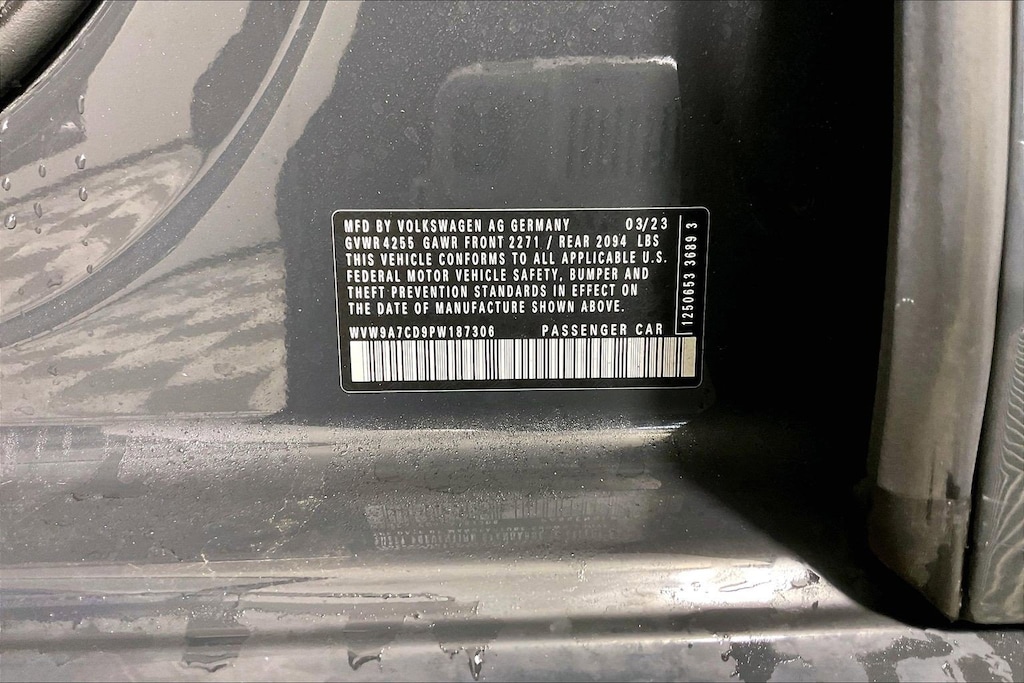 MFD BY VOLKSWAGEN AG GERMANY 03/23
GVWR 4255 GAWR FRONT 2271 / REAR 2094 LBS
THIS VEHICLE CONFORMS TO ALL APPLICABLE U.S.
FEDERAL MOTOR VEHICLE SAFETY, BUMPER AND
THEFT PREVENTION STANDARDS IN EFFECT ON
THE DATE OF MANUFACTURE SHOWN ABOVE.
WVW9A7CD9PW187306 PASSENGER CAR
1250653 3689 3